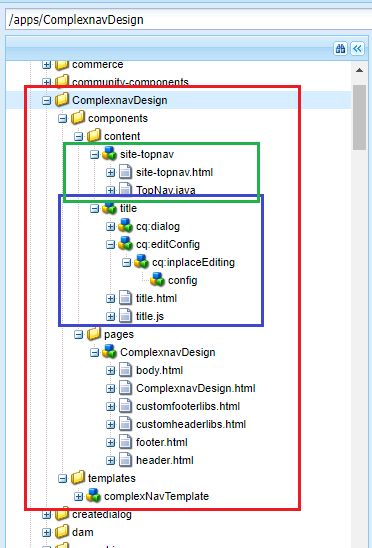 /apps/ComplexnavDesign
commerce
community-components
ComplexnavDesign
components
content
site-topnav
site-topnav.html
TopNav.java
title
cq:dialog
cq:editConfig
cq:inplaceEditing
config
title.html
title.js
pages
ComplexnavDesign
body.html
ComplexnavDesign.html
customfooterlibs.html
customheaderlibs.html
footer.html
header.html
templates
complexNavTemplate
createdialog
dam